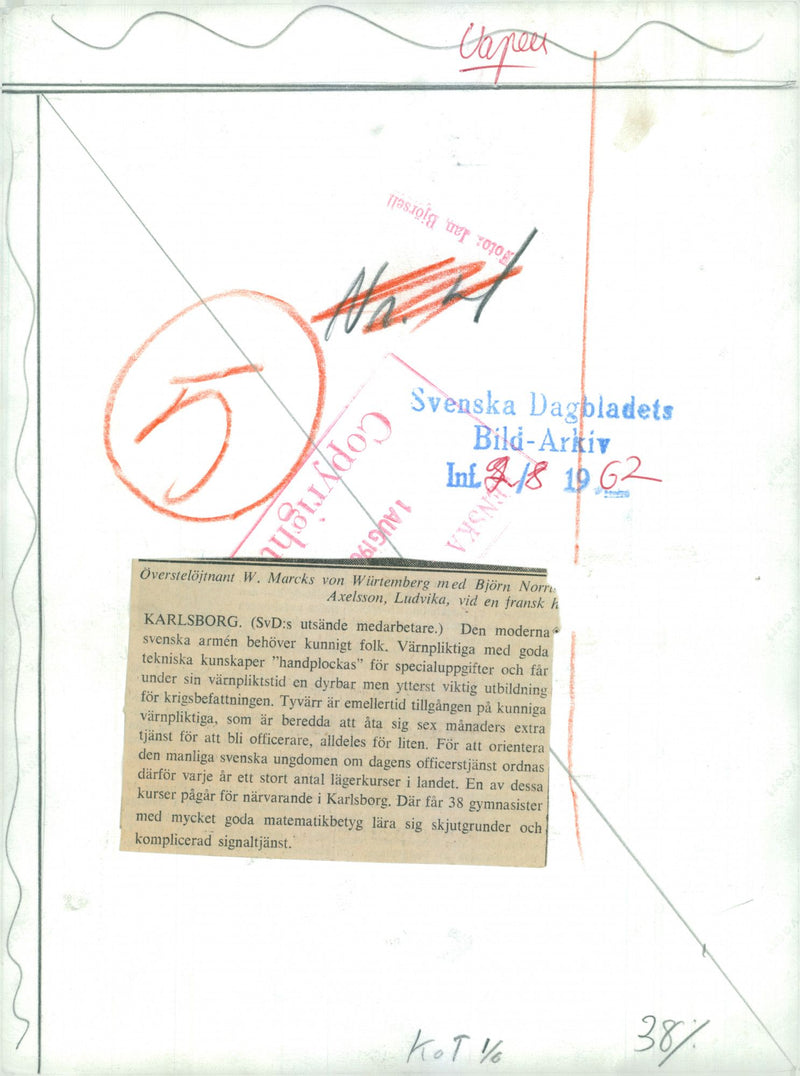 Vapen
Foto: Jan Björsell
No. 4
5
Svenska Dagbladets
Bild-Arkiv
Inf. 2/8 1962
Copyright
1 AUG 196
SVENSKA
Överstelöjtnant W. Marcks von Würtemberg med Björn Norr
Axelsson, Ludvika, vid en fransk
KARLSBORG. (SvD:s utsände medarbetare.) Den moderna
svenska armén behöver kunnigt folk. Värnpliktiga med goda
tekniska kunskaper "handplockas" för specialuppgifter och får
under sin värnpliktstid en dyrbar men ytterst viktig utbildning
för krigsbefattningen. Tyvärr är emellertid tillgången på kunniga
värnpliktiga, som är beredda att åta sig sex månaders extra
tjänst för att bli officerare, alldeles för liten. För att orientera
den manliga svenska ungdomen om dagens officerstjänst ordnas
därför varje år ett stort antal lägerkurser i landet. En av dessa
kurser pågår för närvarande i Karlsborg. Där får 38 gymnasister
med mycket goda matematikbetyg lära sig skjutgrunder och
komplicerad signaltjänst.
KoT 1/6
38%